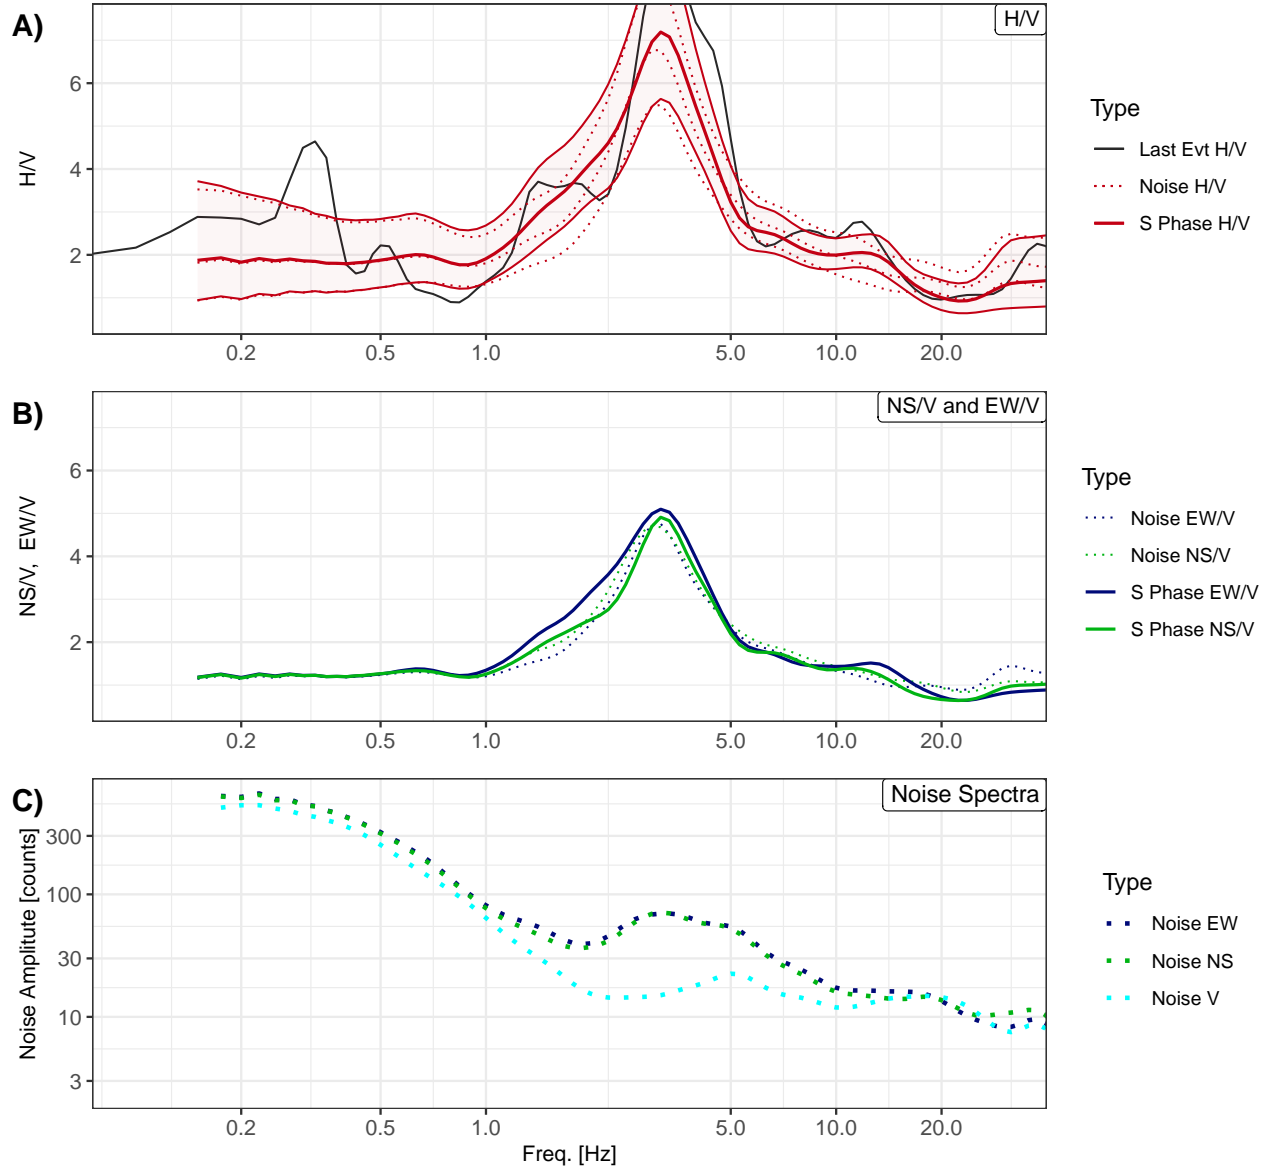 A)
H/V
H/V
6
4
2
0.2 0.5 1.0 5.0 10.0 20.0
Type
Last Evt H/V
Noise H/V
S Phase H/V
B)
NS/V and EW/V
NS/V, EW/V
6
4
2
0.2 0.5 1.0 5.0 10.0 20.0
Type
Noise EW/V
Noise NS/V
S Phase EW/V
S Phase NS/V
C)
Noise Spectra
Noise Amplitute [counts]
300
100
30
10
3
0.2 0.5 1.0 5.0 10.0 20.0
Freq. [Hz]
Type
Noise EW
Noise NS
Noise V